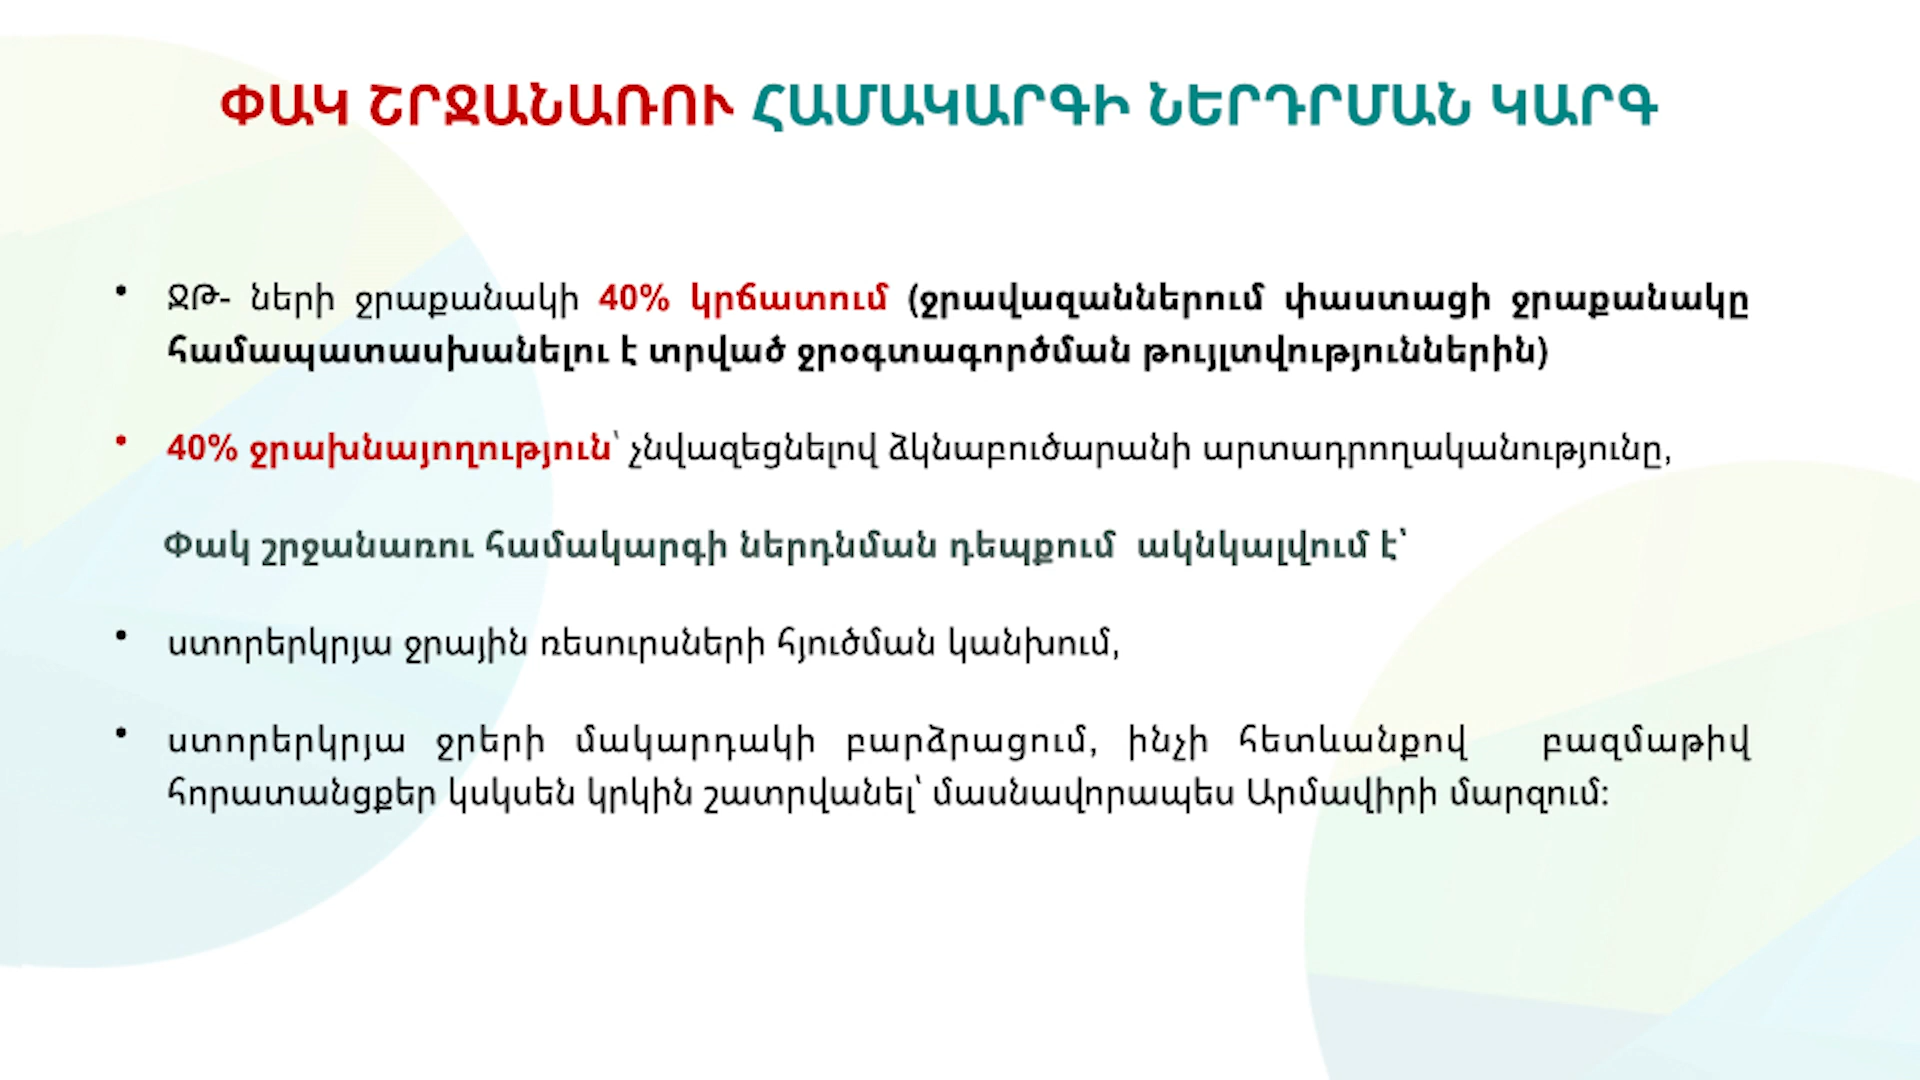 ՓԱԿ ՇՐՋԱՆԱՌՈՒ ՀԱՄԱԿԱՐԳԻ ՆԵՐԴՐՄԱՆ ԿԱՐԳ
• ՋԹ- ների ջրաքանակի 40% կրճատում (ջրավազաններում փաստացի ջրաքանակը
համապատասխանելու է տրված ջրօգտագործման թույլտվություններին)
• 40% ջրախնայողություն՝ չնվազեցնելով ձկնաբուծարանի արտադրողականությունը,
Փակ շրջանառու համակարգի ներդնման դեպքում ակնկալվում է՝
• ստորերկրյա ջրային ռեսուրսների հյուծման կանխում,
• ստորերկրյա ջրերի մակարդակի բարձրացում, ինչի հետևանքով բազմաթիվ
հորատանցքեր կսկսեն կրկին շատրվանել՝ մասնավորապես Արմավիրի մարզում։